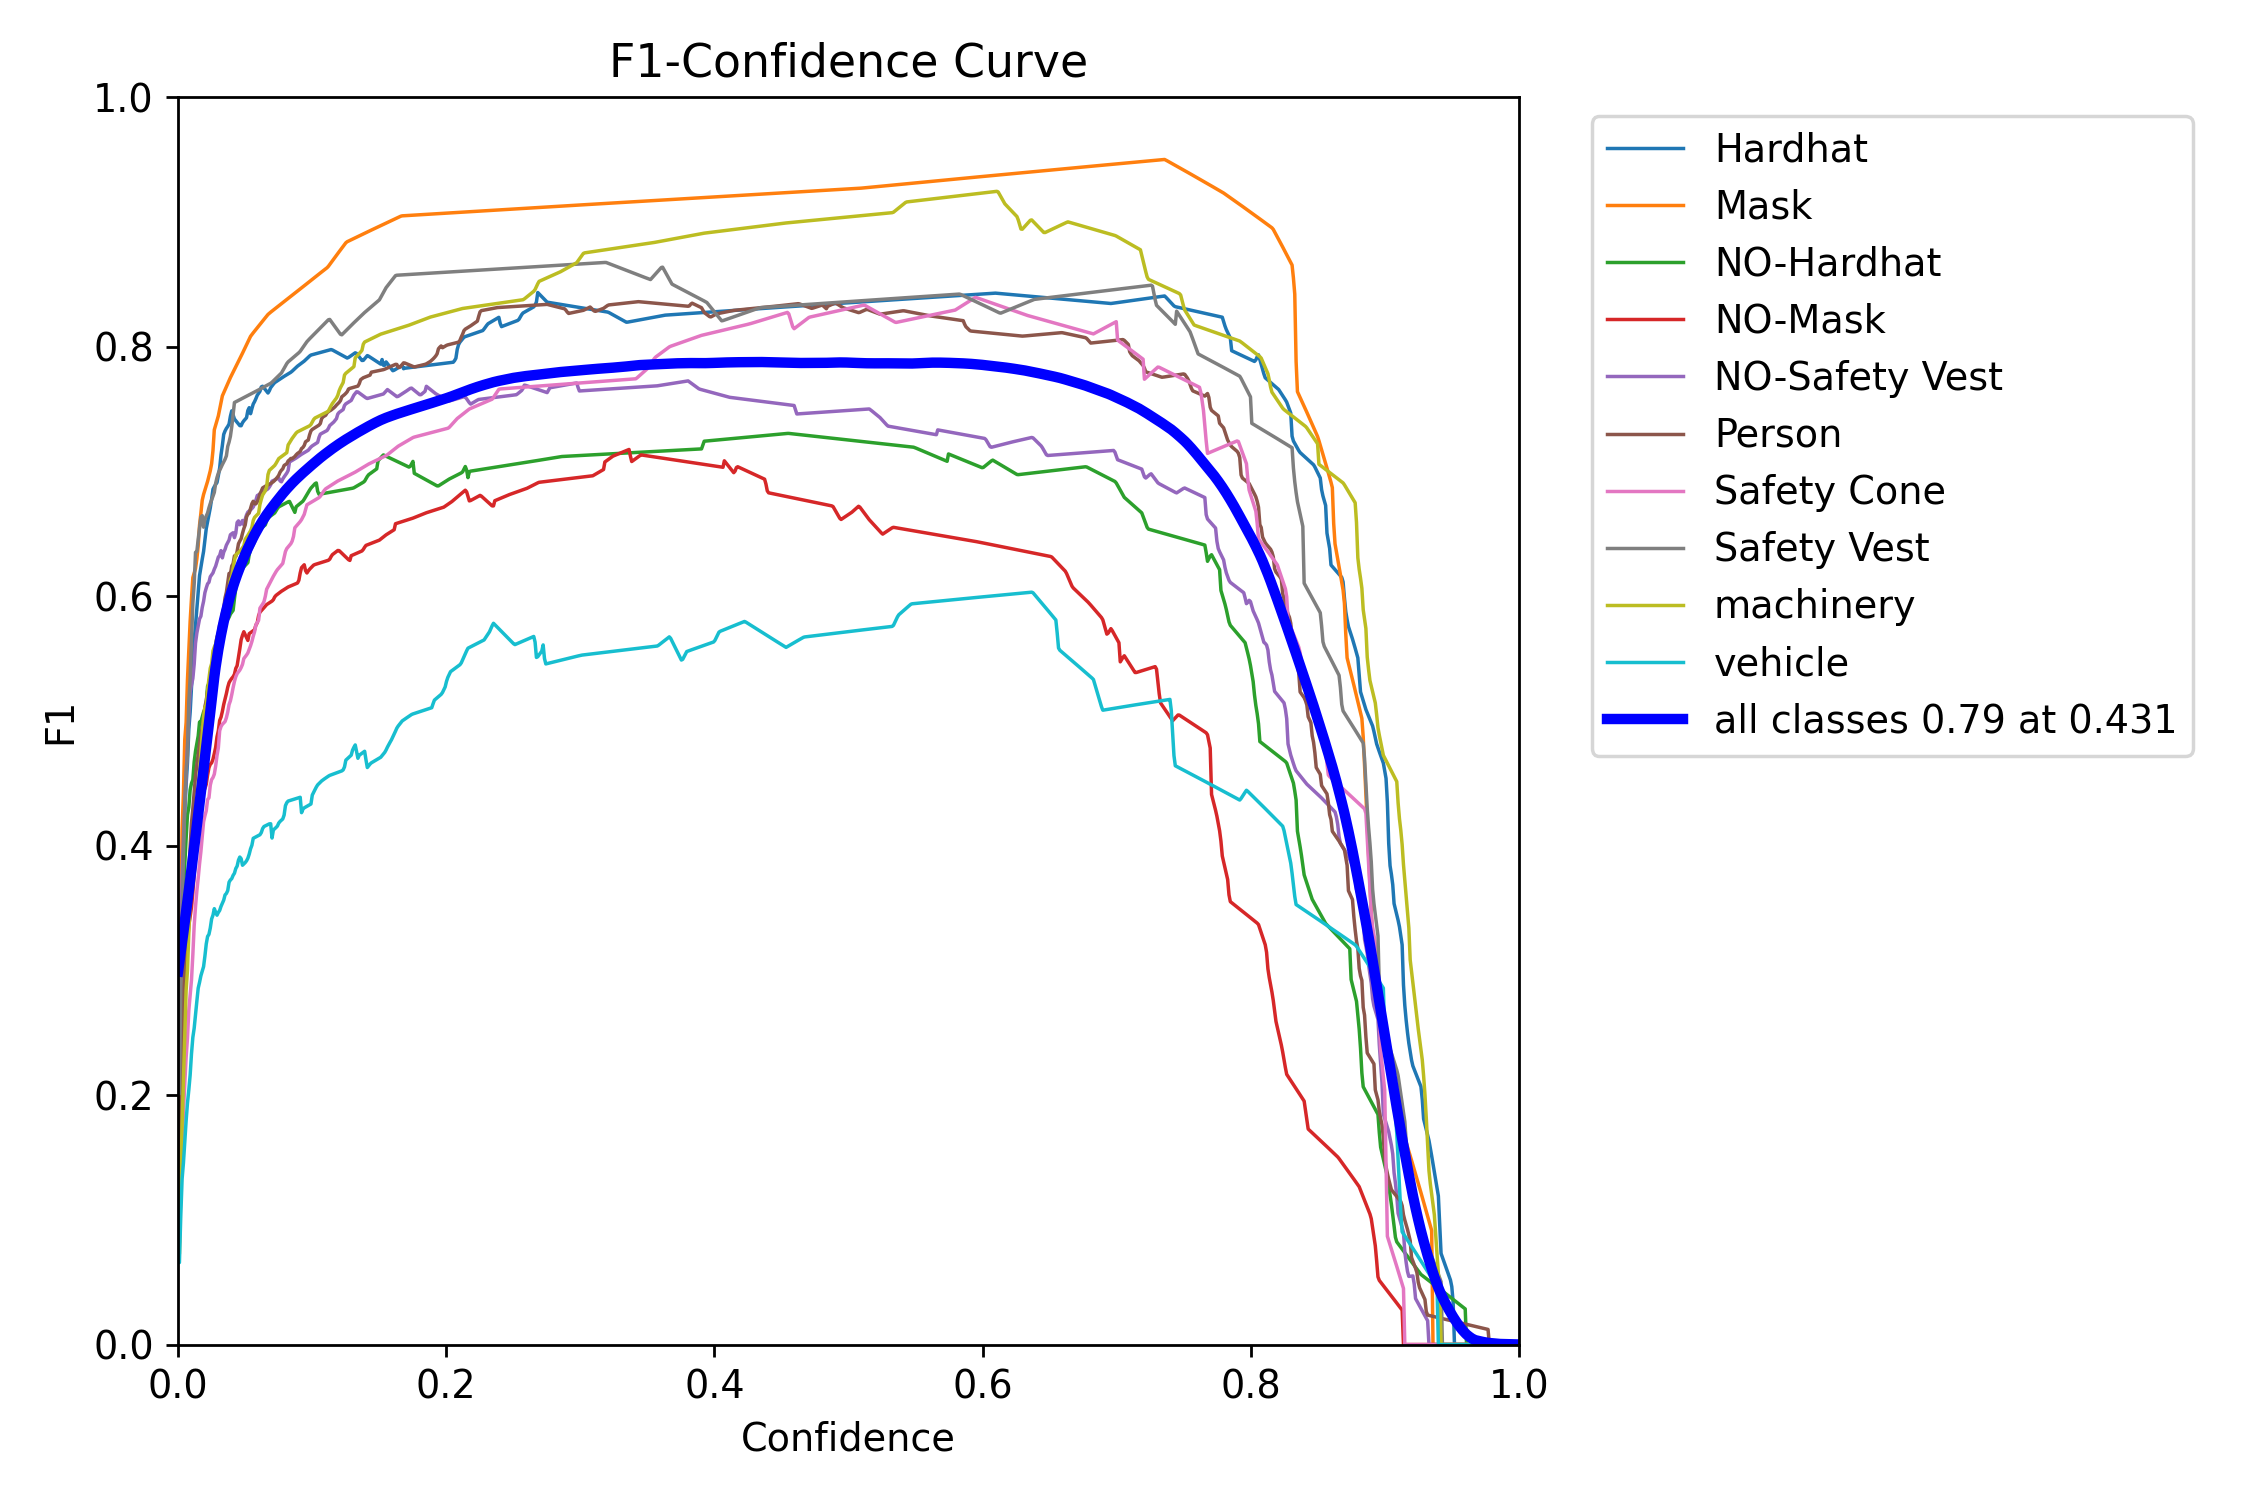 F1-Confidence Curve
1.0
0.8
0.6
0.4
0.2
0.0
F1
0.0 0.2 0.4 0.6 0.8 1.0
Confidence
Hardhat
Mask
NO-Hardhat
NO-Mask
NO-Safety Vest
Person
Safety Cone
Safety Vest
machinery
vehicle
all classes 0.79 at 0.431